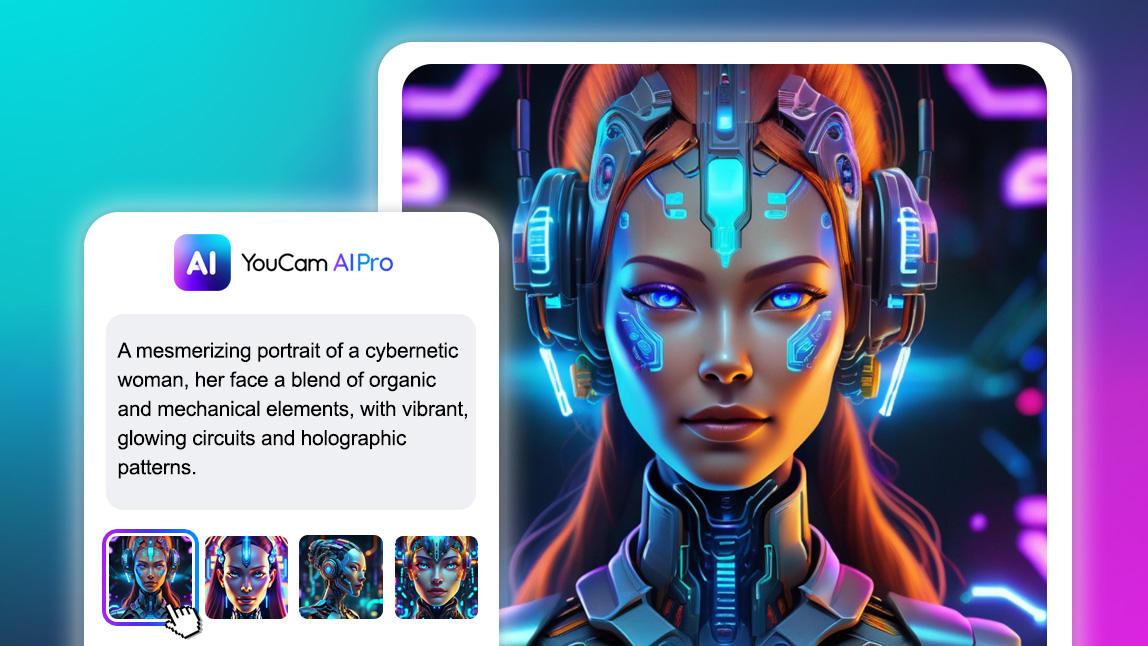 AI
YouCam AI Pro
A mesmerizing portrait of a cybernetic
woman, her face a blend of organic
and mechanical elements, with vibrant,
glowing circuits and holographic
patterns.